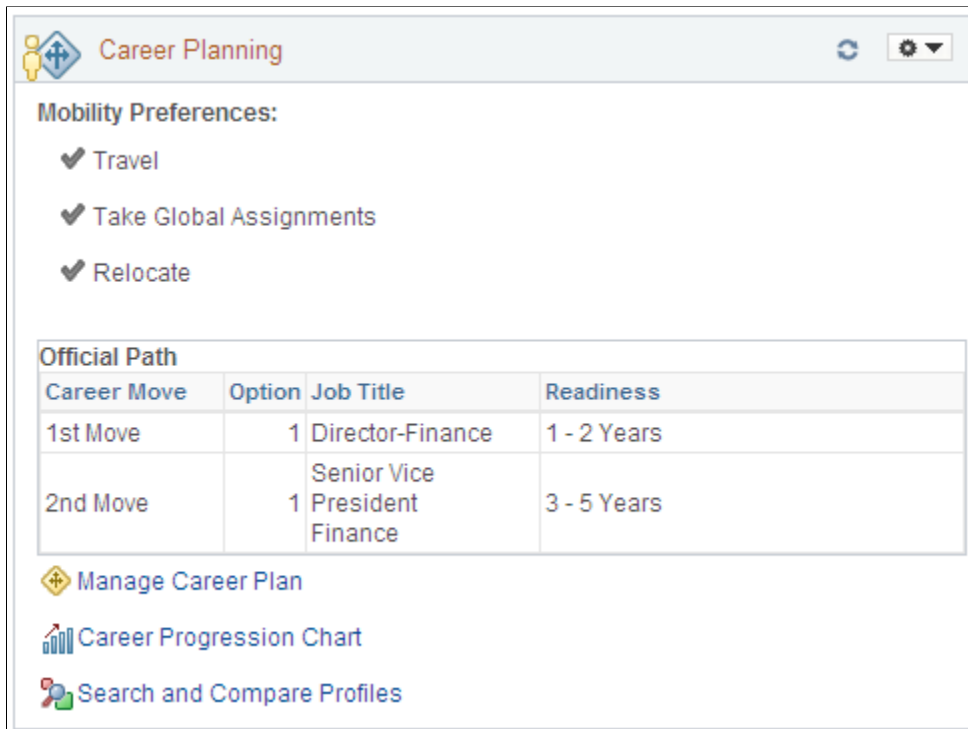 Career Planning
Mobility Preferences:
Travel
Take Global Assignments
Relocate
Official Path
Career Move Option Job Title Readiness
1st Move 1 Director-Finance 1 - 2 Years
Senior Vice
2nd Move 1 President 3 - 5 Years
Finance
Manage Career Plan
Career Progression Chart
Search and Compare Profiles